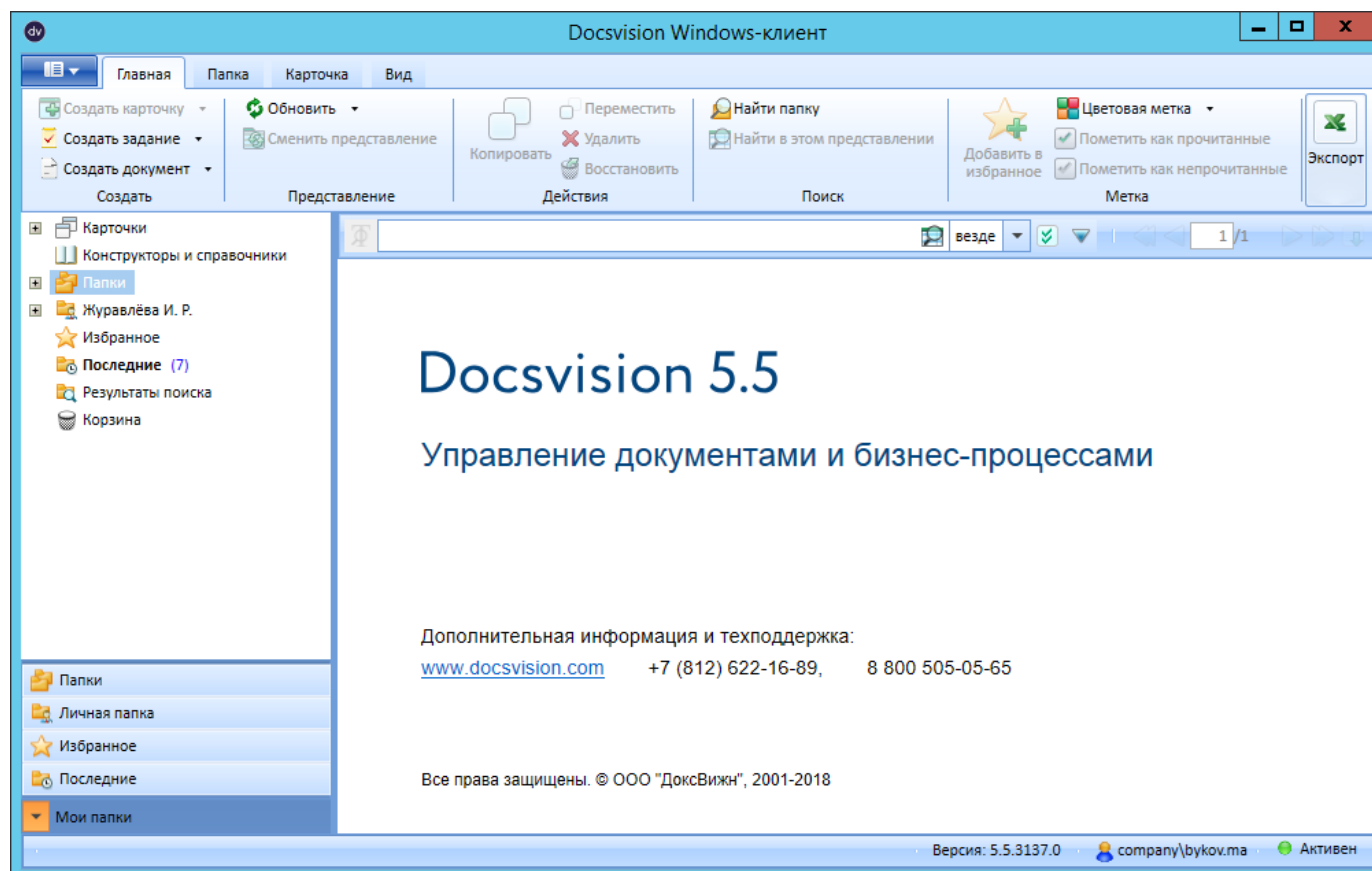 dv
Docsvision Windows-клиент
Главная Папка Карточка Вид
Создать карточку Обновить Переместить Найти папку Цветовая метка
Создать задание Сменить представление Копировать Удалить Найти в этом представлении Добавить в избранное Пометить как прочитанные Экспорт
Создать документ Восстановить Пометить как непрочитанные
Создать Представление Действия Поиск Метка
везде 1 /1
Карточки
Конструкторы и справочники
Папки
Журавлёва И. Р.
Избранное
Последние (7)
Результаты поиска
Корзина
Docsvision 5.5
Управление документами и бизнес-процессами
Дополнительная информация и техподдержка:
www.docsvision.com +7 (812) 622-16-89, 8 800 505-05-65
Все права защищены. © ООО "ДоксВижн", 2001-2018
Папки
Личная папка
Избранное
Последние
Мои папки
Версия: 5.5.3137.0 company\bykov.ma Активен